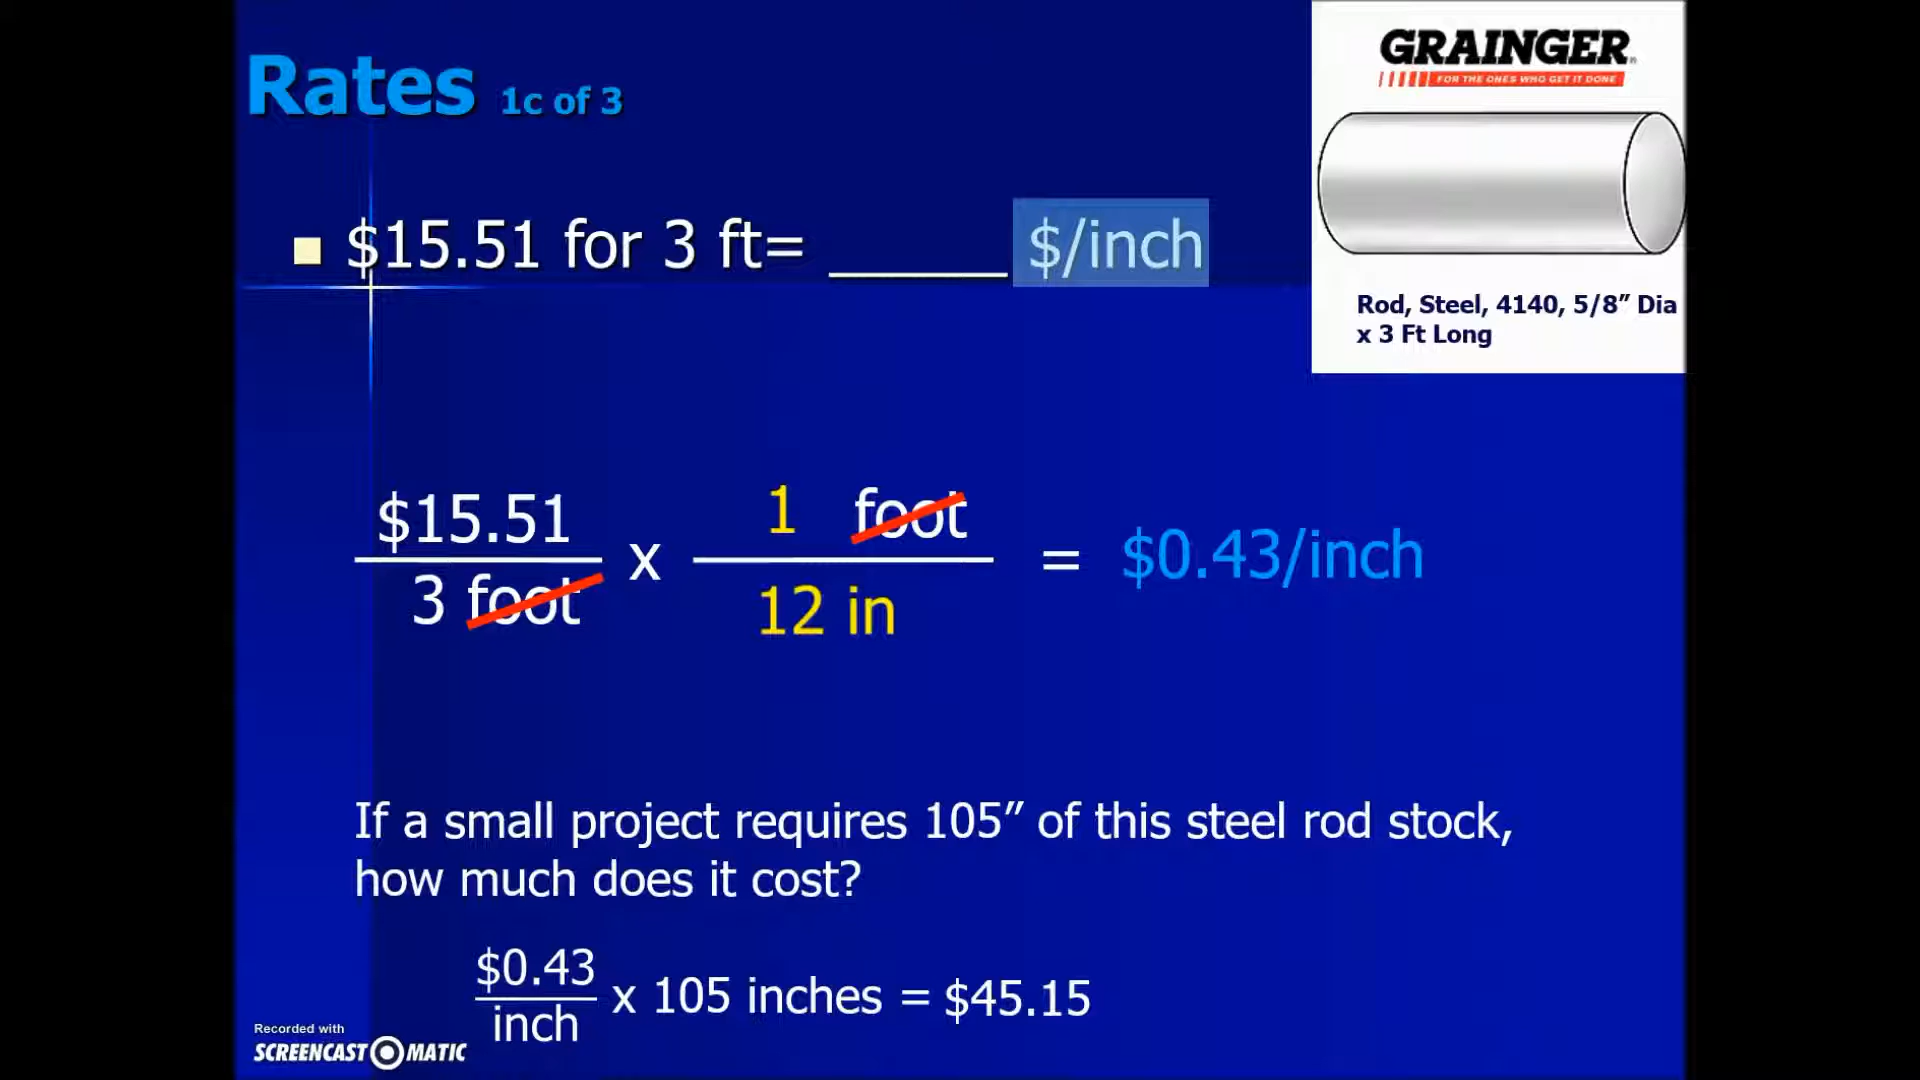 Rates 1c of 3
GRAINGER
FOR THE ONES WHO GET IT DONE
$15.51 for 3 ft= _____ $/inch
Rod, Steel, 4140, 5/8” Dia
x 3 Ft Long
$15.51
3 foot
x
1 foot
12 in
= $0.43/inch
If a small project requires 105” of this steel rod stock,
how much does it cost?
$0.43
inch
x 105 inches = $45.15
Recorded with
SCREENCAST MATIC